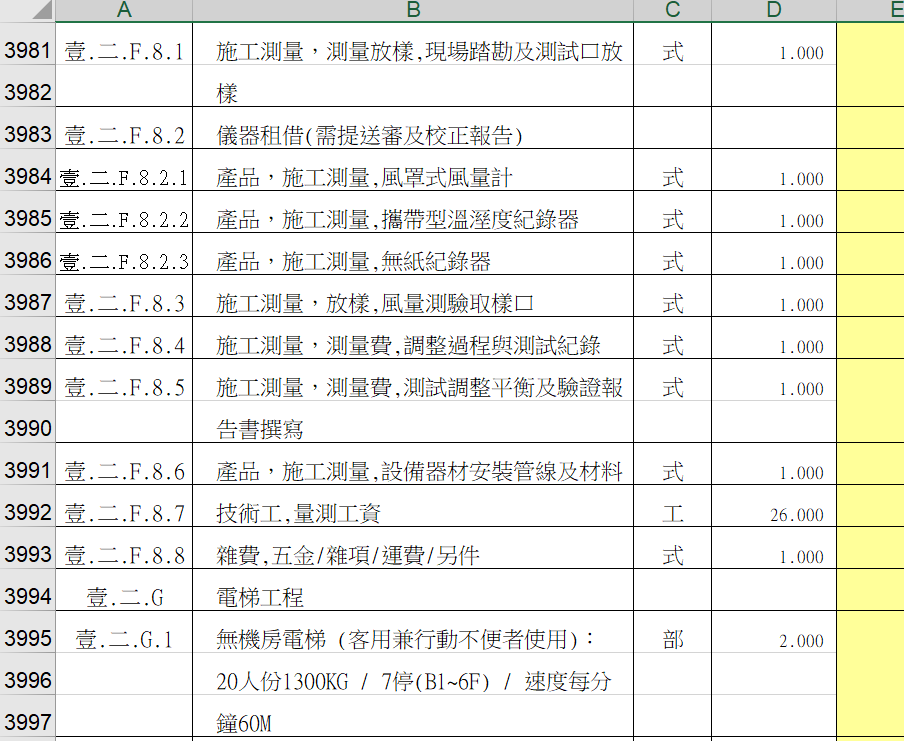 A B C D E
3981 壹.二.F.8.1 施工測量，測量放樣,現場踏勘及測試口放 式 1.000
3982 樣
3983 壹.二.F.8.2 儀器租借(需提送審及校正報告)
3984 壹.二.F.8.2.1 產品，施工測量,風罩式風量計 式 1.000
3985 壹.二.F.8.2.2 產品，施工測量,攜帶型溫溼度紀錄器 式 1.000
3986 壹.二.F.8.2.3 產品，施工測量,無紙紀錄器 式 1.000
3987 壹.二.F.8.3 施工測量，放樣,風量測驗取樣口 式 1.000
3988 壹.二.F.8.4 施工測量，測量費,調整過程與測試紀錄 式 1.000
3989 壹.二.F.8.5 施工測量，測量費,測試調整平衡及驗證報 式 1.000
3990 告書撰寫
3991 壹.二.F.8.6 產品，施工測量,設備器材安裝管線及材料 式 1.000
3992 壹.二.F.8.7 技術工,量測工資 工 26.000
3993 壹.二.F.8.8 雜費,五金/雜項/運費/另件 式 1.000
3994 壹.二.G 電梯工程
3995 壹.二.G.1 無機房電梯 (客用兼行動不便者使用)： 部 2.000
3996 20人份1300KG / 7停(B1~6F) / 速度每分
3997 鐘60M